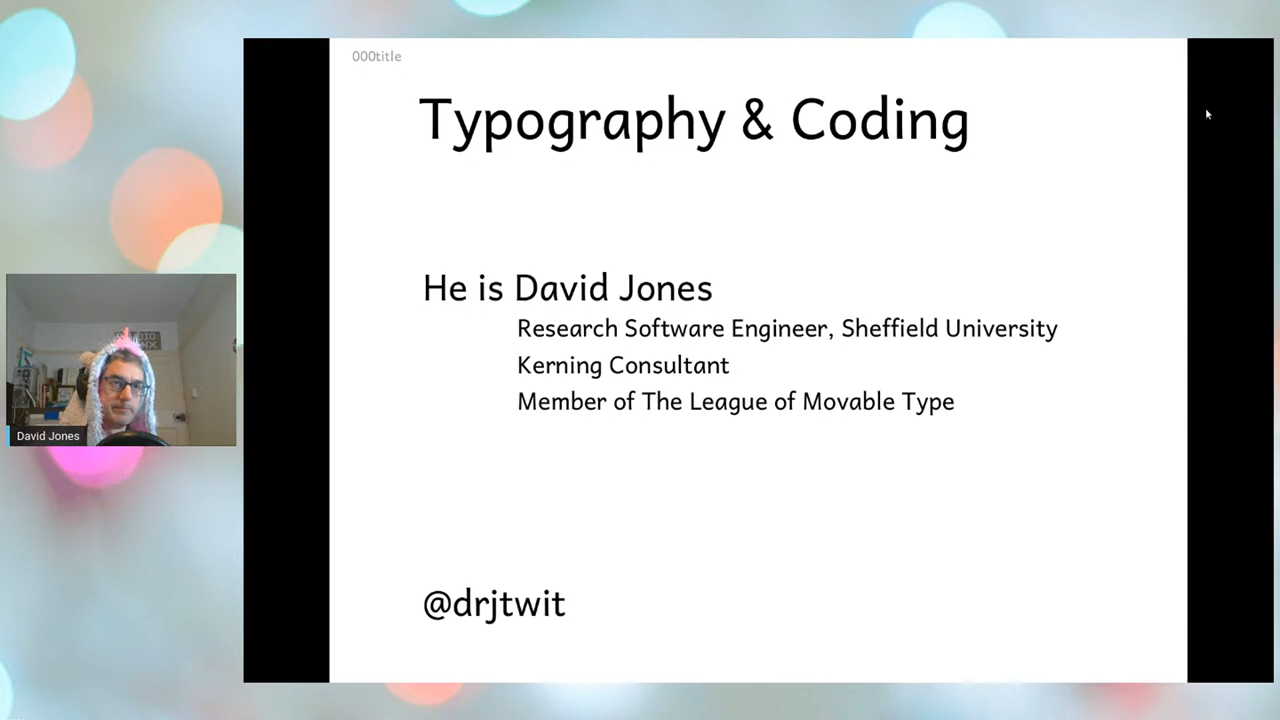 000title
Typography & Coding
He is David Jones
Research Software Engineer, Sheffield University
Kerning Consultant
Member of The League of Movable Type
@drjtwit
David Jones